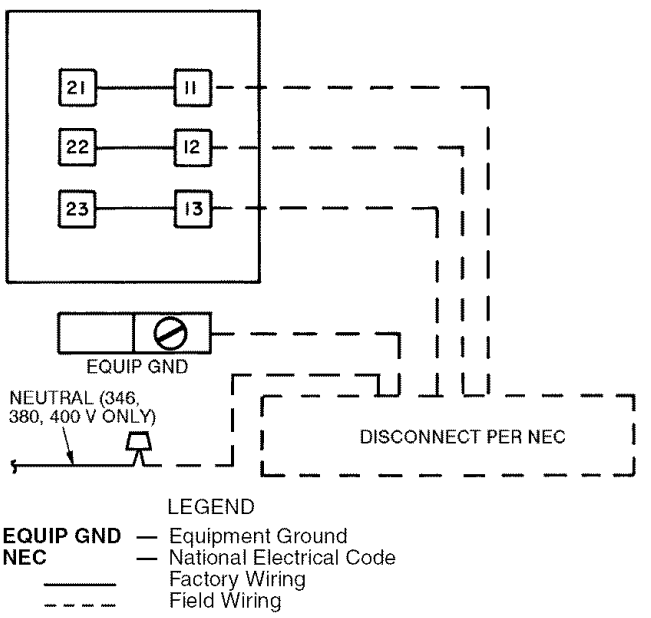 21 11
22 12
23 13
EQUIP GND
NEUTRAL (346,
380, 400 V ONLY)
DISCONNECT PER NEC
LEGEND
EQUIP GND — Equipment Ground
NEC — National Electrical Code
Factory Wiring
Field Wiring